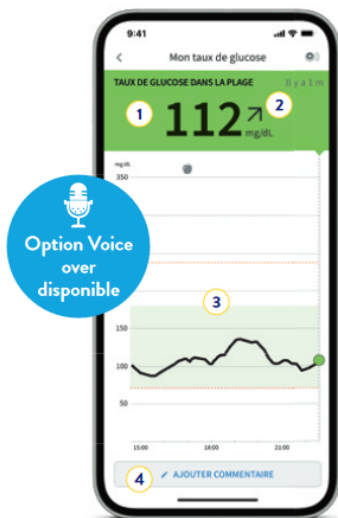 9:41
Mon taux de glucose
TAUX DE GLUCOSE DANS LA PLAGE
Il y a 1 m
1
112
mg/dL
2
mg/dL
350
Option Voice
over
disponible
3
150
100
50
15:00
18:00
21:00
4
AJOUTER COMMENTAIRE